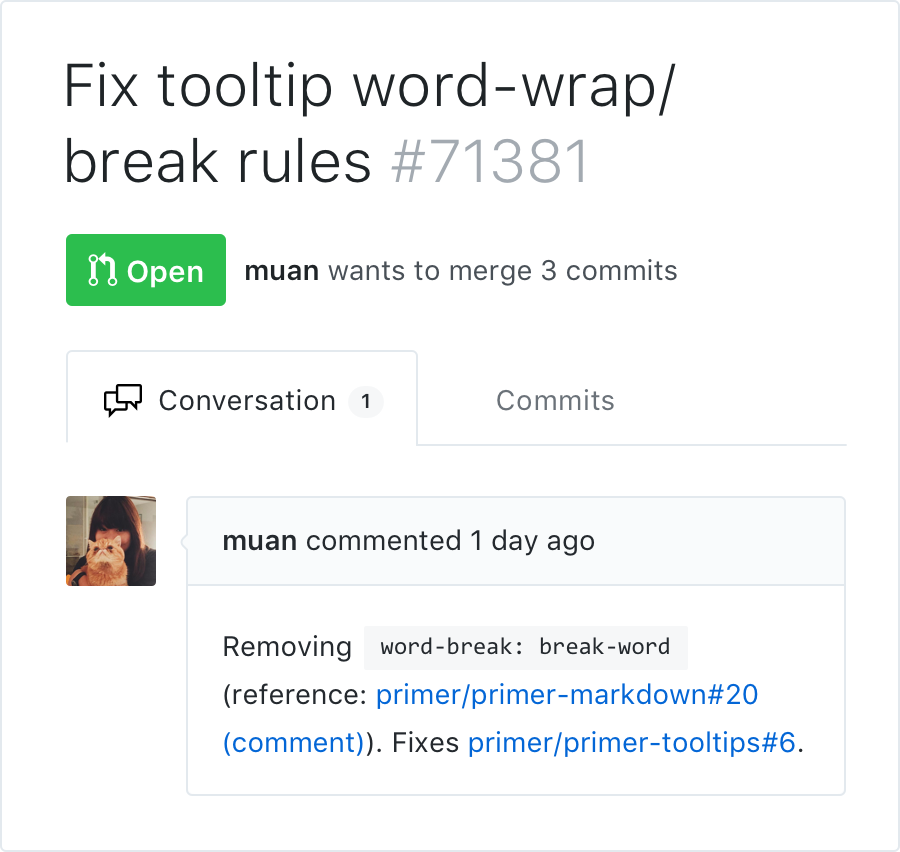 Fix tooltip word-wrap/
break rules #71381
Open muan wants to merge 3 commits
Conversation 1 Commits
muan commented 1 day ago
Removing word-break: break-word
(reference: primer/primer-markdown#20
(comment)). Fixes primer/primer-tooltips#6.